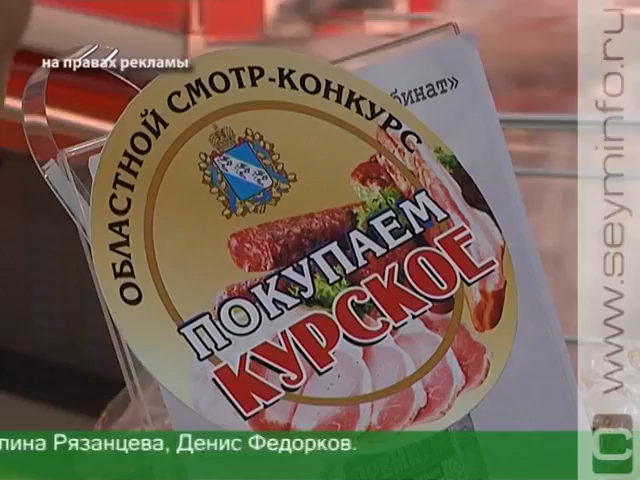 на правах рекламы
бинат»
ОБЛАСТНОЙ СМОТР-КОНКУРС
ПОКУПАЕМ
КУРСКОЕ
www.seyminfo.ru
лина Рязанцева, Денис Федорков.